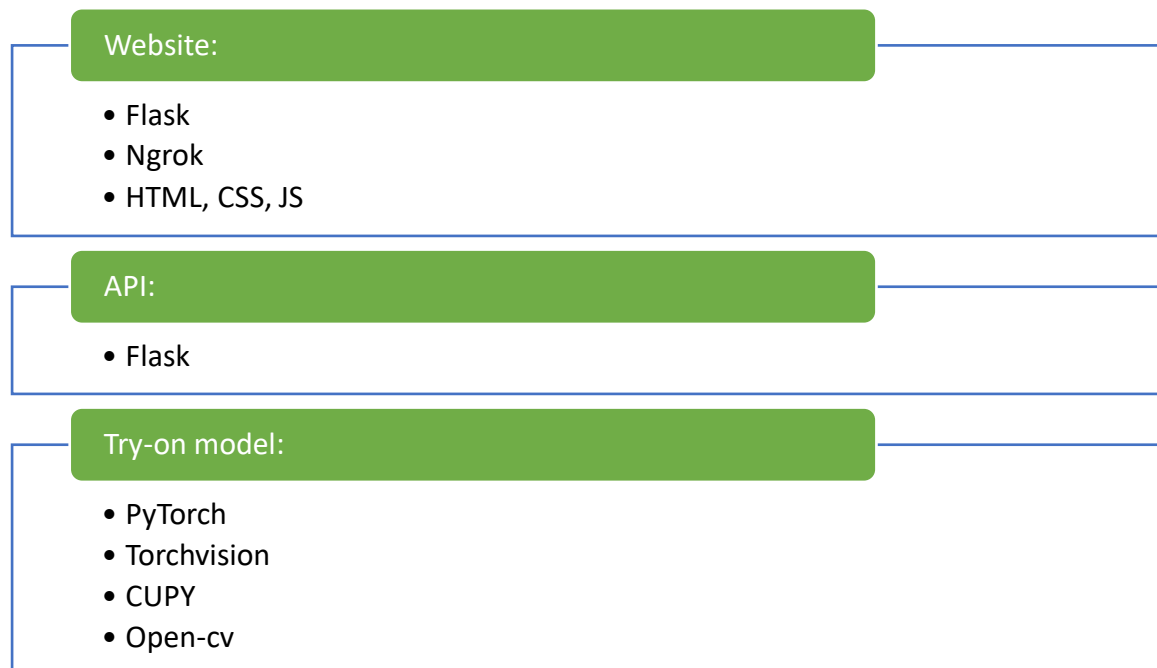 Website:
• Flask
• Ngrok
• HTML, CSS, JS
API:
• Flask
Try-on model:
• PyTorch
• Torchvision
• CUPY
• Open-cv